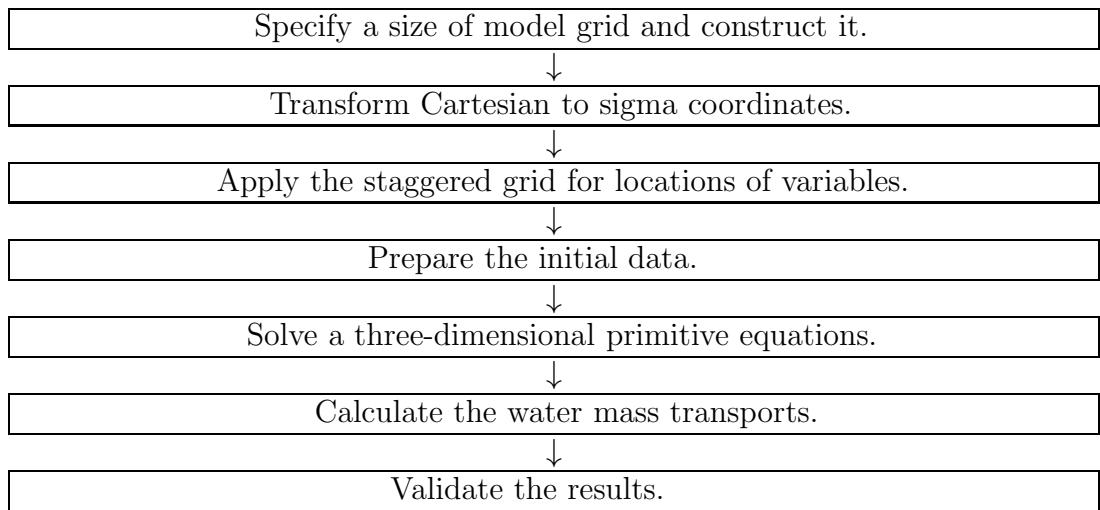 Specify a size of model grid and construct it.
↓
Transform Cartesian to sigma coordinates.
↓
Apply the staggered grid for locations of variables.
↓
Prepare the initial data.
↓
Solve a three-dimensional primitive equations.
↓
Calculate the water mass transports.
↓
Validate the results.